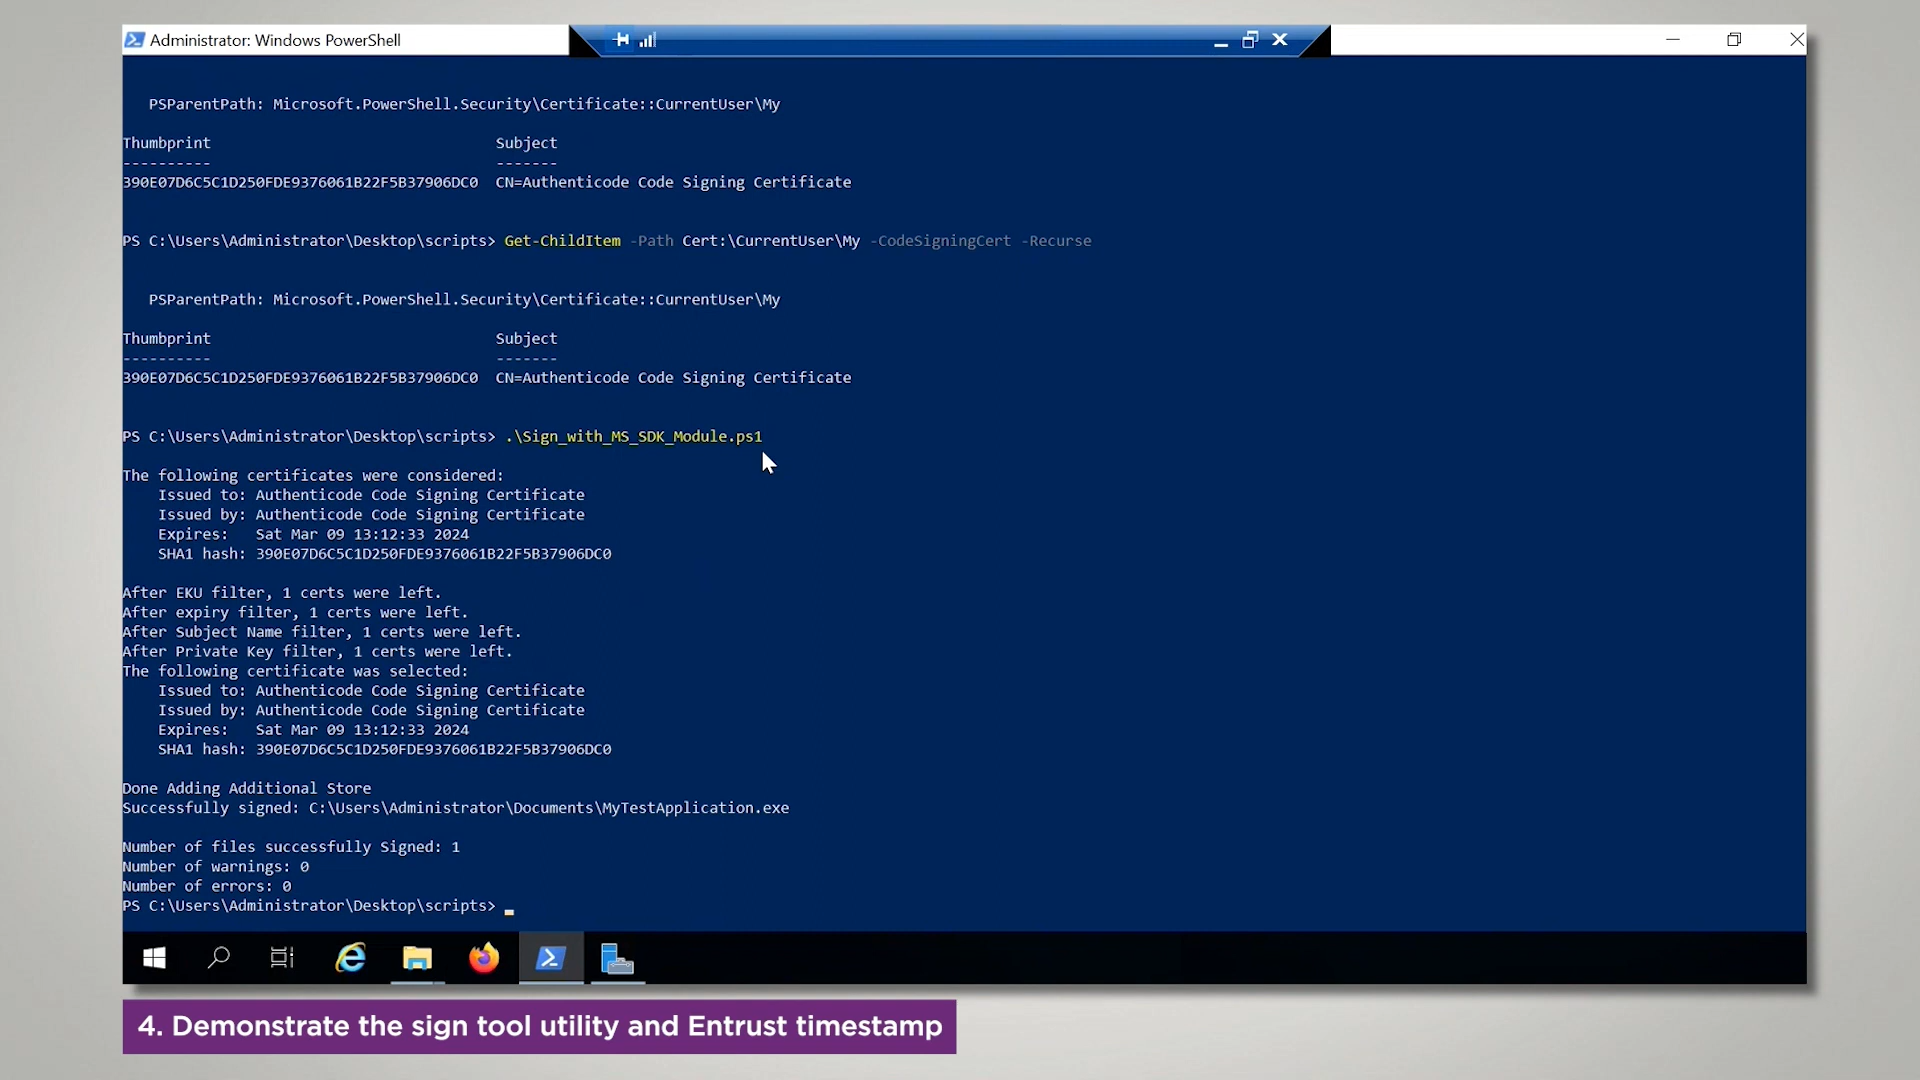 Administrator: Windows PowerShell
PSParentPath: Microsoft.PowerShell.Security\Certificate::CurrentUser\My
Thumbprint Subject
---------- -------
390E07D6C5C1D250FDE9376061B22F5B37906DC0 CN=Authenticode Code Signing Certificate
PS C:\Users\Administrator\Desktop\scripts> Get-ChildItem -Path Cert:\CurrentUser\My -CodeSigningCert -Recurse
PSParentPath: Microsoft.PowerShell.Security\Certificate::CurrentUser\My
Thumbprint Subject
---------- -------
390E07D6C5C1D250FDE9376061B22F5B37906DC0 CN=Authenticode Code Signing Certificate
PS C:\Users\Administrator\Desktop\scripts> .\Sign_with_MS_SDK_Module.ps1
The following certificates were considered:
Issued to: Authenticode Code Signing Certificate
Issued by: Authenticode Code Signing Certificate
Expires: Sat Mar 09 13:12:33 2024
SHA1 hash: 390E07D6C5C1D250FDE9376061B22F5B37906DC0
After EKU filter, 1 certs were left.
After expiry filter, 1 certs were left.
After Subject Name filter, 1 certs were left.
After Private Key filter, 1 certs were left.
The following certificate was selected:
Issued to: Authenticode Code Signing Certificate
Issued by: Authenticode Code Signing Certificate
Expires: Sat Mar 09 13:12:33 2024
SHA1 hash: 390E07D6C5C1D250FDE9376061B22F5B37906DC0
Done Adding Additional Store
Successfully signed: C:\Users\Administrator\Documents\MyTestApplication.exe
Number of files successfully Signed: 1
Number of warnings: 0
Number of errors: 0
PS C:\Users\Administrator\Desktop\scripts> _
4. Demonstrate the sign tool utility and Entrust timestamp